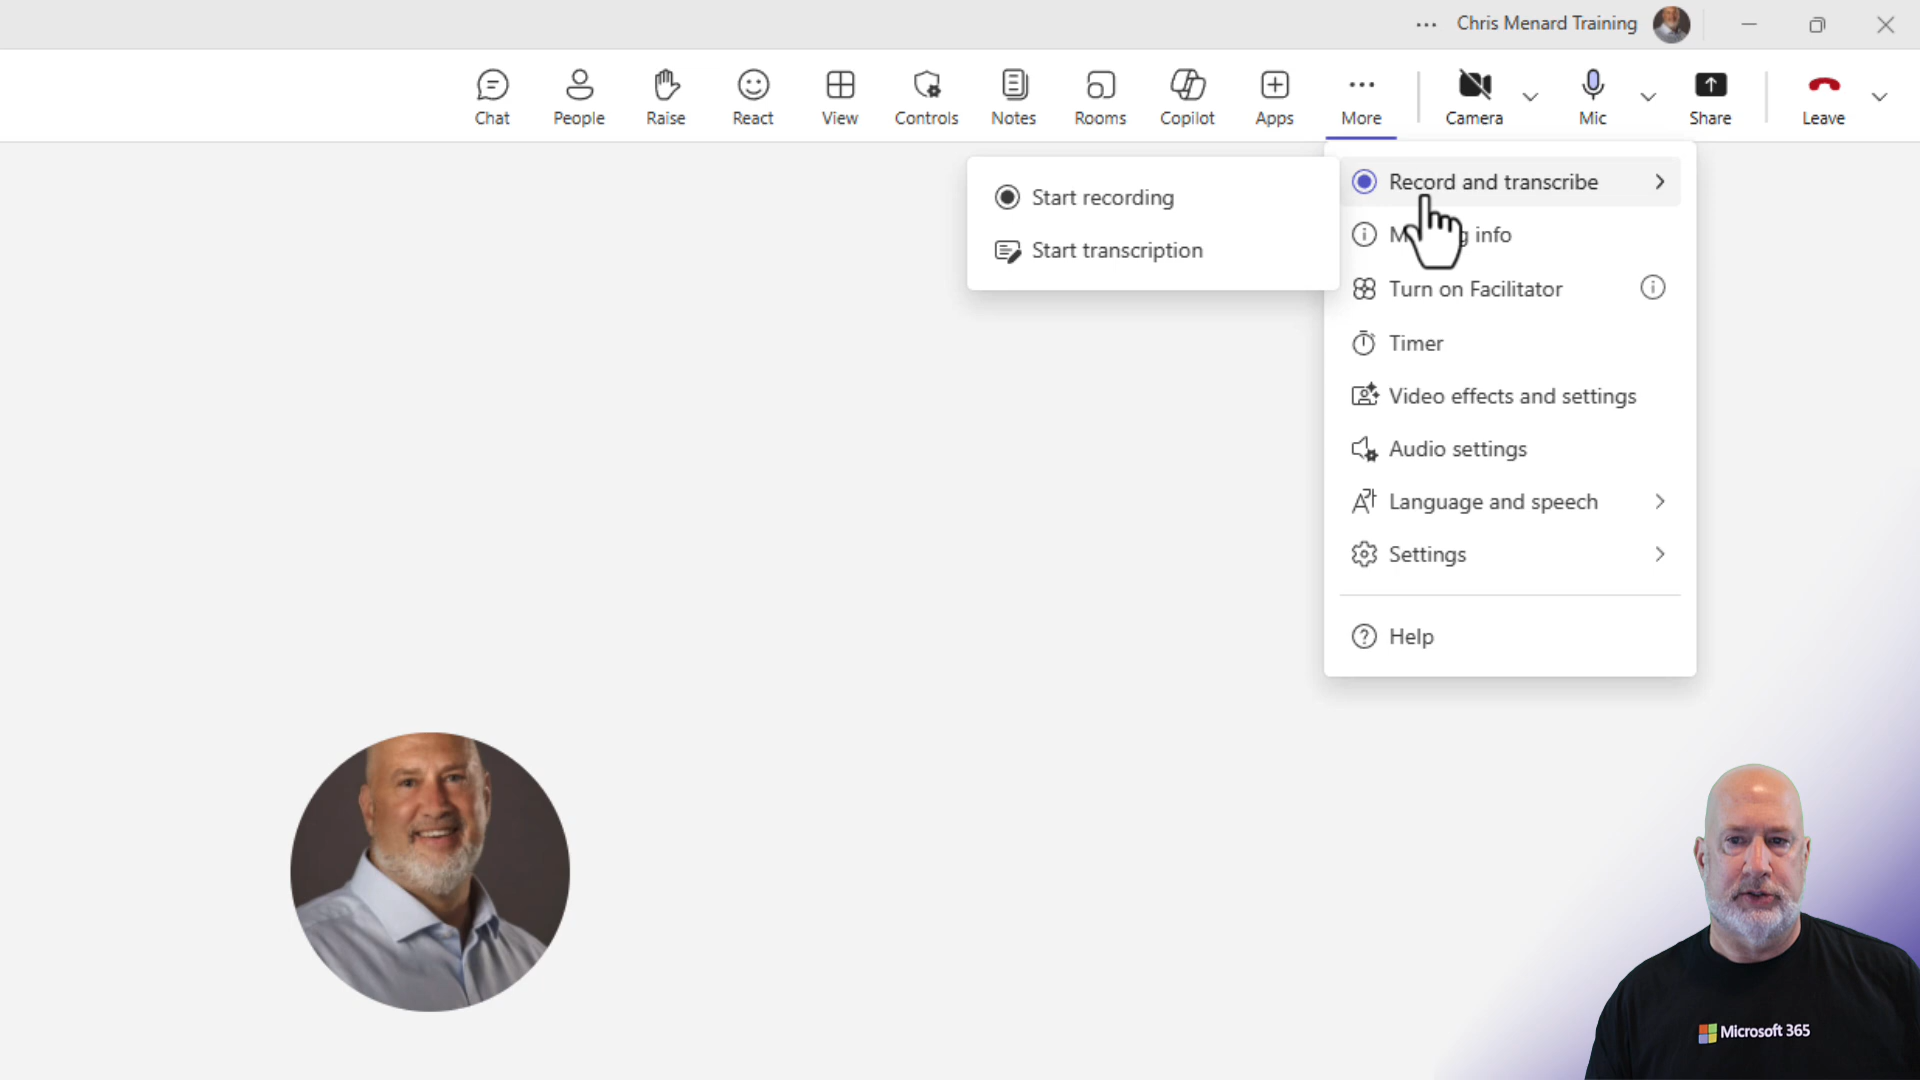 Chris Menard Training
Chat
People
Raise
React
View
Controls
Notes
Rooms
Copilot
Apps
More
Camera
Mic
Share
Leave
Start recording
Start transcription
Record and transcribe
info
Turn on Facilitator
Timer
Video effects and settings
Audio settings
Language and speech
Settings
Help
Microsoft 365